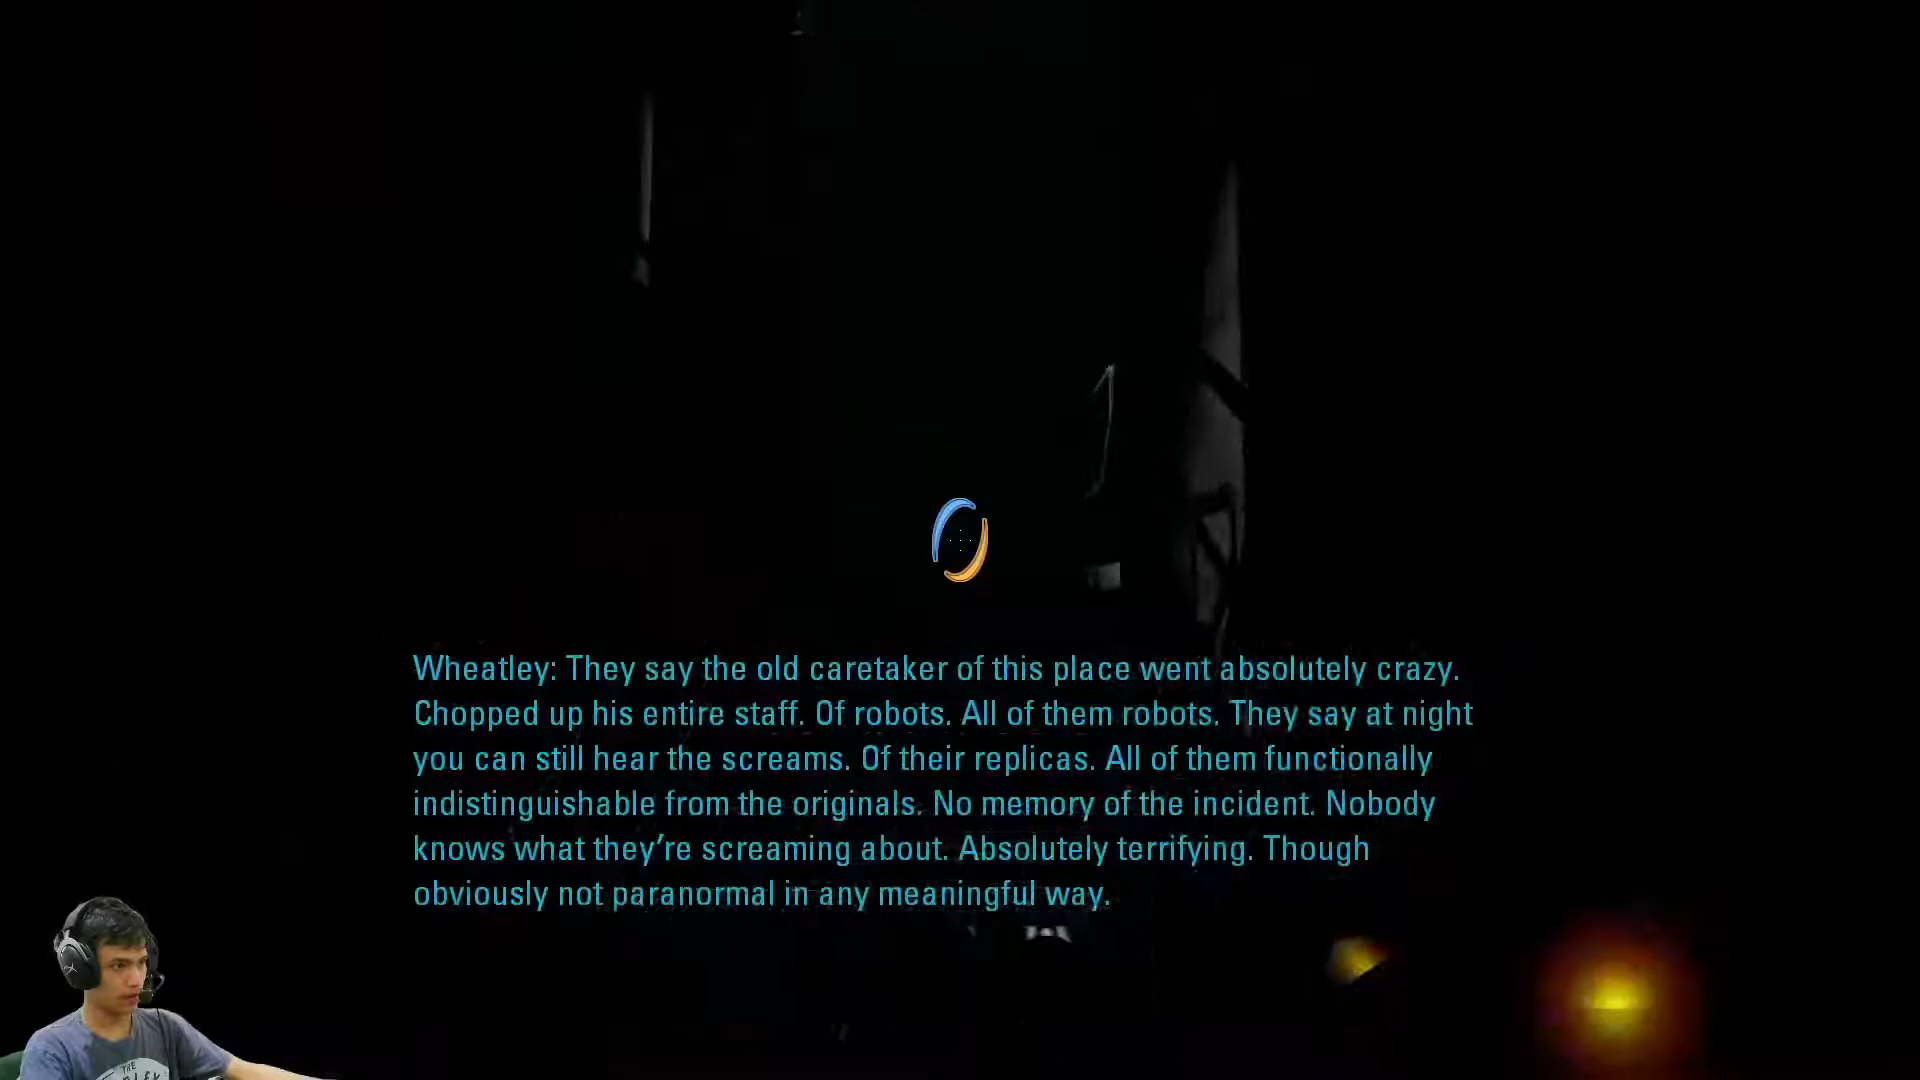 Wheatley: They say the old caretaker of this place went absolutely crazy.
Chopped up his entire staff. Of robots. All of them robots. They say at night
you can still hear the screams. Of their replicas. All of them functionally
indistinguishable from the originals. No memory of the incident. Nobody
knows what they're screaming about. Absolutely terrifying. Though
obviously not paranormal in any meaningful way.
THE